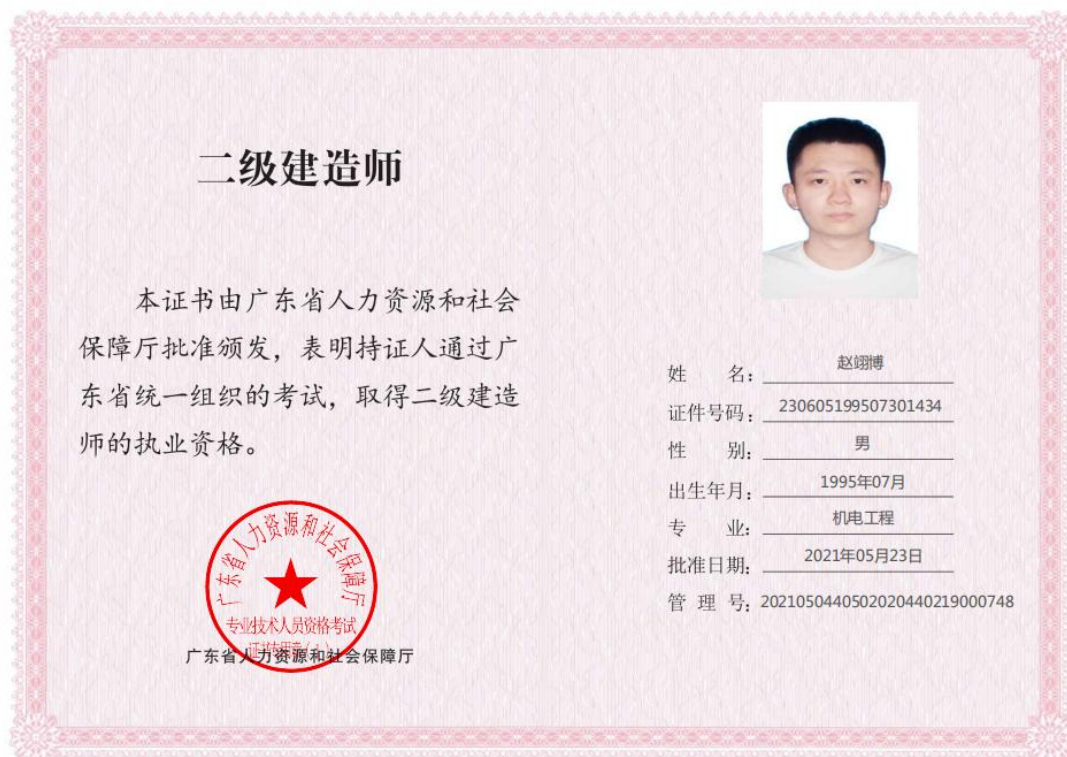 二级建造师
本证书由广东省人力资源和社会
保障厅批准颁发，表明持证人通过广
东省统一组织的考试，取得二级建造
师的执业资格。
广东省人力资源和社会保障厅
专业技术人员资格考试
广东省人力资源和社会保障厅
姓 名： 赵翊博
证件号码： 230605199507301434
性 别： 男
出生年月： 1995年07月
专 业： 机电工程
批准日期： 2021年05月23日
管 理 号： 2021050440502020440219000748